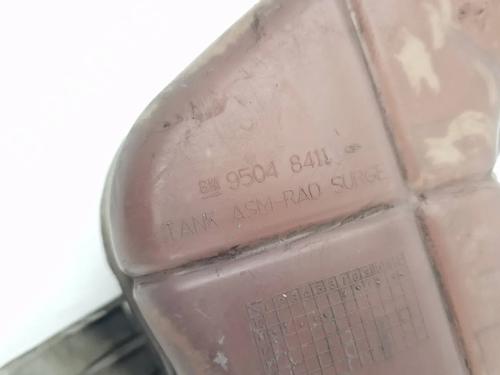 GM 9504 8411
TANK ASM-RAD SURGE